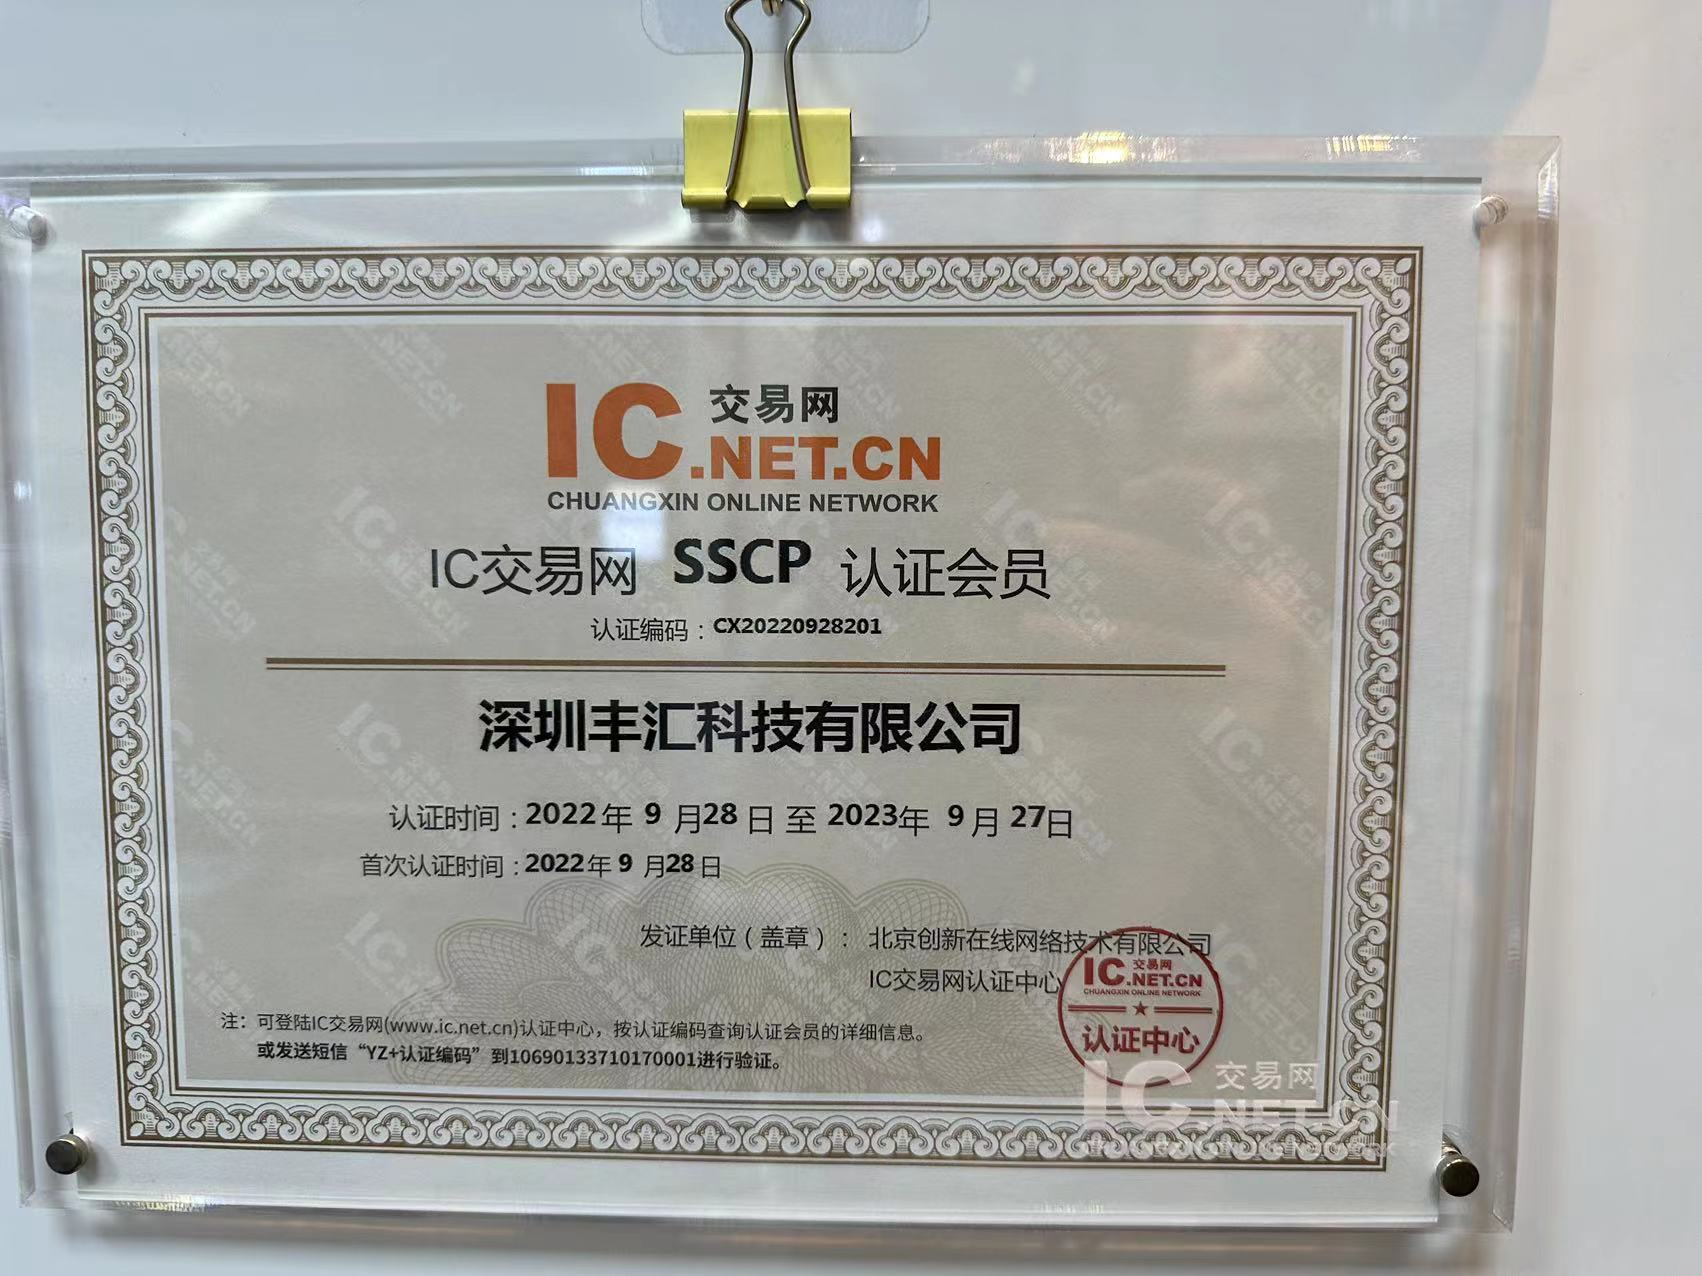 IC 交易网
.NET.CN
CHUANGXIN ONLINE NETWORK
IC交易网 SSCP 认证会员
认证编码：CX20220928201
深圳丰汇科技有限公司
认证时间：2022年 9 月28 日 至 2023年 9 月 27日
首次认证时间：2022年 9 月28日
发证单位（盖章）： 北京创新在线网络技术有限公司
IC交易网认证中心
IC 交易网
.NET.CN
CHUANGXIN ONLINE NETWORK
认证中心
注：可登陆IC交易网(www.ic.net.cn)认证中心，按认证编码查询认证会员的详细信息。
或发送短信“YZ+认证编码”到10690133710170001进行验证。
IC 交易网
.NET.CN
CHUANGXIN ONLINE NETWORK